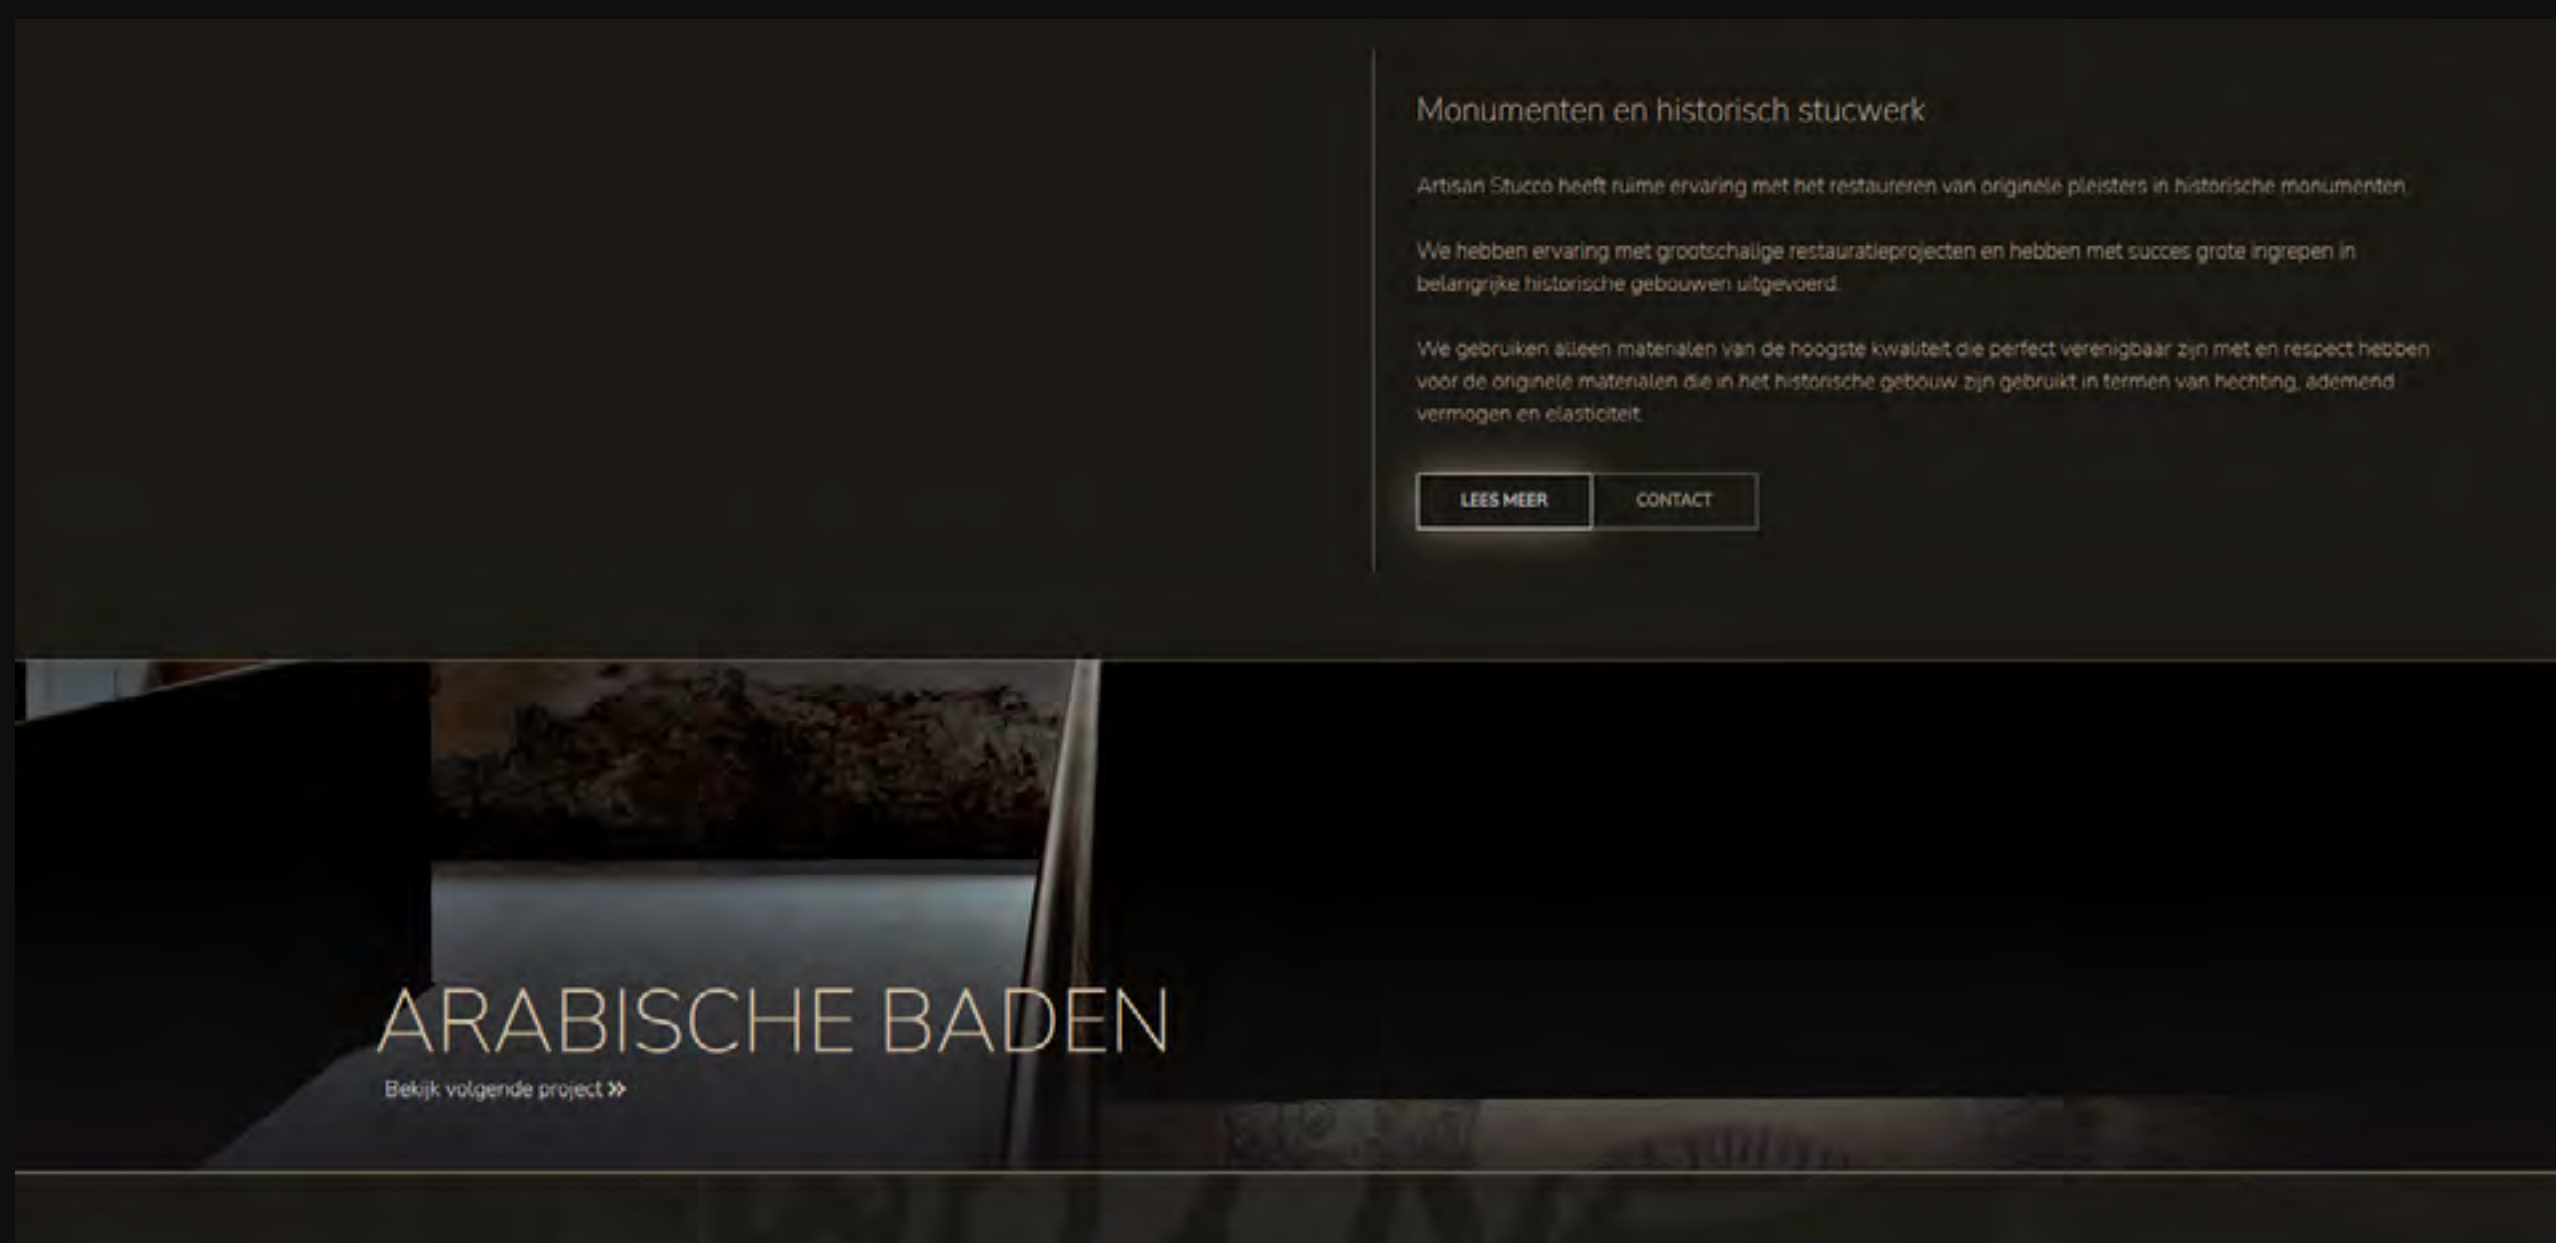 Monumenten en historisch stucwerk
Artisan Stucco heeft ruime ervaring met het restaureren van originele pleisters in historische monumenten.
We hebben ervaring met grootschalige restauratieprojecten en hebben met succes grote ingrepen in
belangrijke historische gebouwen uitgevoerd.
We gebruiken alleen materialen van de hoogste kwaliteit die perfect verenigbaar zijn met en respect hebben
voor de originele materialen die in het historische gebouw zijn gebruikt in termen van hechting, ademend
vermogen en elasticiteit.
LEES MEER CONTACT
ARABISCHE BADEN
Bekijk volgende project »